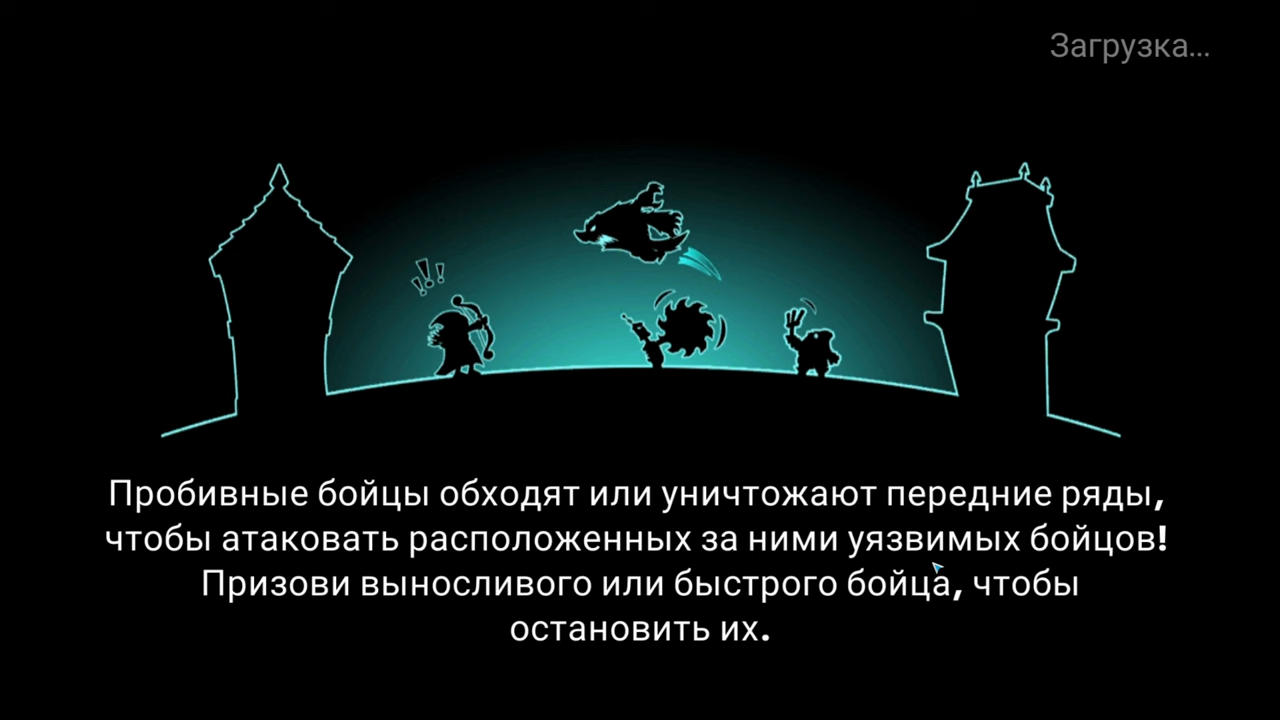 Загрузка...
Пробивные бойцы обходят или уничтожают передние ряды,
чтобы атаковать расположенных за ними уязвимых бойцов!
Призови выносливого или быстрого бойца, чтобы
остановить их.